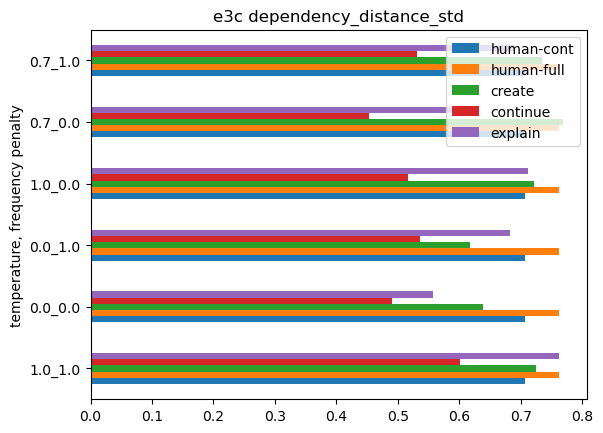 e3c dependency_distance_std
human-cont
human-full
create
continue
explain
temperature, frequency penalty
0.7_1.0
0.7_0.0
1.0_0.0
0.0_1.0
0.0_0.0
1.0_1.0
0.0 0.1 0.2 0.3 0.4 0.5 0.6 0.7 0.8